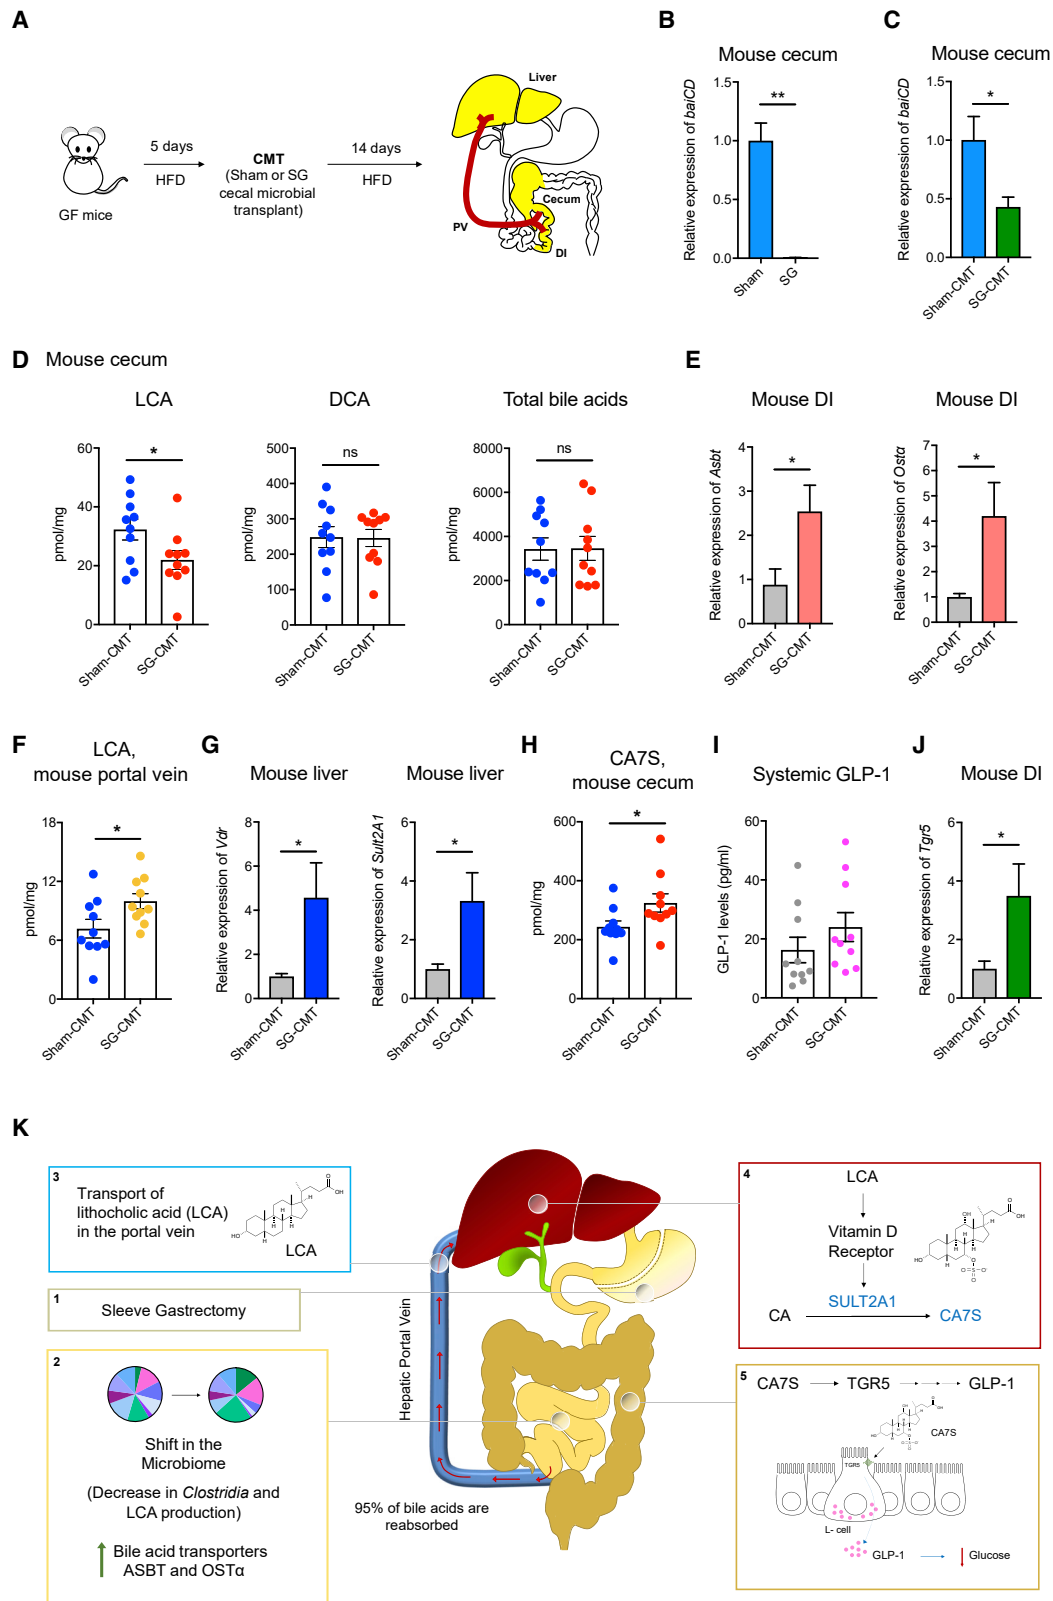 A
GF mice
5 days
HFD
CMT
(Sham or SG
cecal microbial
transplant)
14 days
HFD
Liver
Cecum
PV
DI
B
Mouse cecum
Relative expression of baiCD
1.5
1.0
0.5
0.0
**
Sham
SG
C
Mouse cecum
Relative expression of baiCD
1.5
1.0
0.5
0.0
*
Sham-CMT
SG-CMT
D Mouse cecum
LCA
pmol/mg
60
40
20
0
*
Sham-CMT
SG-CMT
DCA
pmol/mg
500
400
300
200
100
0
ns
Sham-CMT
SG-CMT
Total bile acids
pmol/mg
8000
6000
4000
2000
0
ns
Sham-CMT
SG-CMT
E
Mouse DI
Relative expression of Asbt
4
3
2
1
0
*
Sham-CMT
SG-CMT
Mouse DI
Relative expression of Ostα
7
6
5
4
3
2
1
0
*
Sham-CMT
SG-CMT
F
LCA,
mouse portal vein
pmol/mg
18
12
6
0
*
Sham-CMT
SG-CMT
G
Mouse liver
Relative expression of Vdr
8
6
4
2
0
*
Sham-CMT
SG-CMT
Mouse liver
Relative expression of Sult2A1
6
4
2
0
*
Sham-CMT
SG-CMT
H
CA7S,
mouse cecum
pmol/mg
600
400
200
0
*
Sham-CMT
SG-CMT
I
Systemic GLP-1
GLP-1 levels (pg/ml)
60
40
20
0
Sham-CMT
SG-CMT
J
Mouse DI
Relative expression of Tgr5
6
4
2
0
*
Sham-CMT
SG-CMT
K
3
Transport of
lithocholic acid (LCA)
in the portal vein
LCA
HO
H
H
H
H
O
OH
1
Sleeve Gastrectomy
2
Shift in the
Microbiome
(Decrease in Clostridia and
LCA production)
Bile acid transporters
ASBT and OSTα
Hepatic Portal Vein
95% of bile acids are
reabsorbed
4
LCA
Vitamin D
Receptor
SULT2A1
CA
CA7S
5
CA7S
TGR5
GLP-1
CA7S
TGR5
L- cell
GLP-1
Glucose